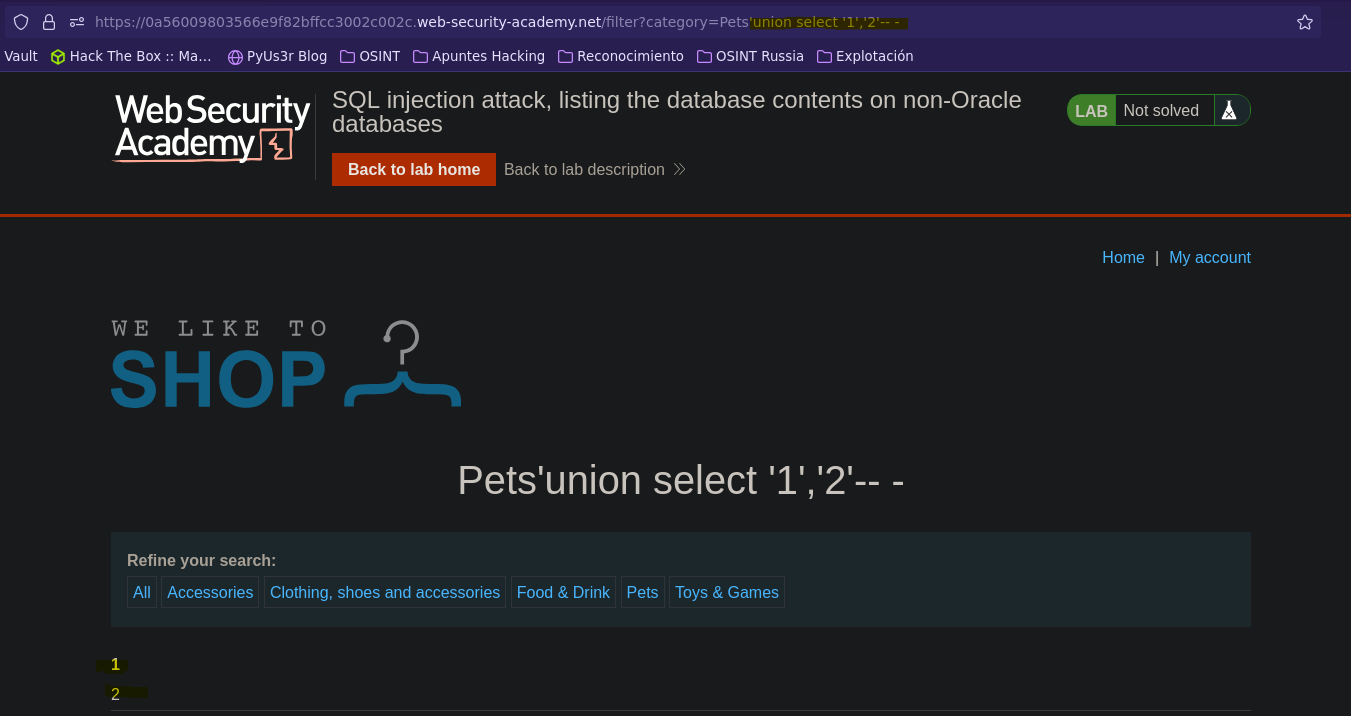 https://0a56009803566e9f82bffcc3002c002c.web-security-academy.net/filter?category=Pets'union select '1','2'-- -
Vault Hack The Box :: Ma... PyUs3r Blog OSINT Apuntes Hacking Reconocimiento OSINT Russia Explotación
Web Security
Academy
SQL injection attack, listing the database contents on non-Oracle
databases
LAB Not solved
Back to lab home Back to lab description
Home | My account
WE LIKE TO
SHOP
Pets'union select '1','2'-- -
Refine your search:
All Accessories Clothing, shoes and accessories Food & Drink Pets Toys & Games
1
2